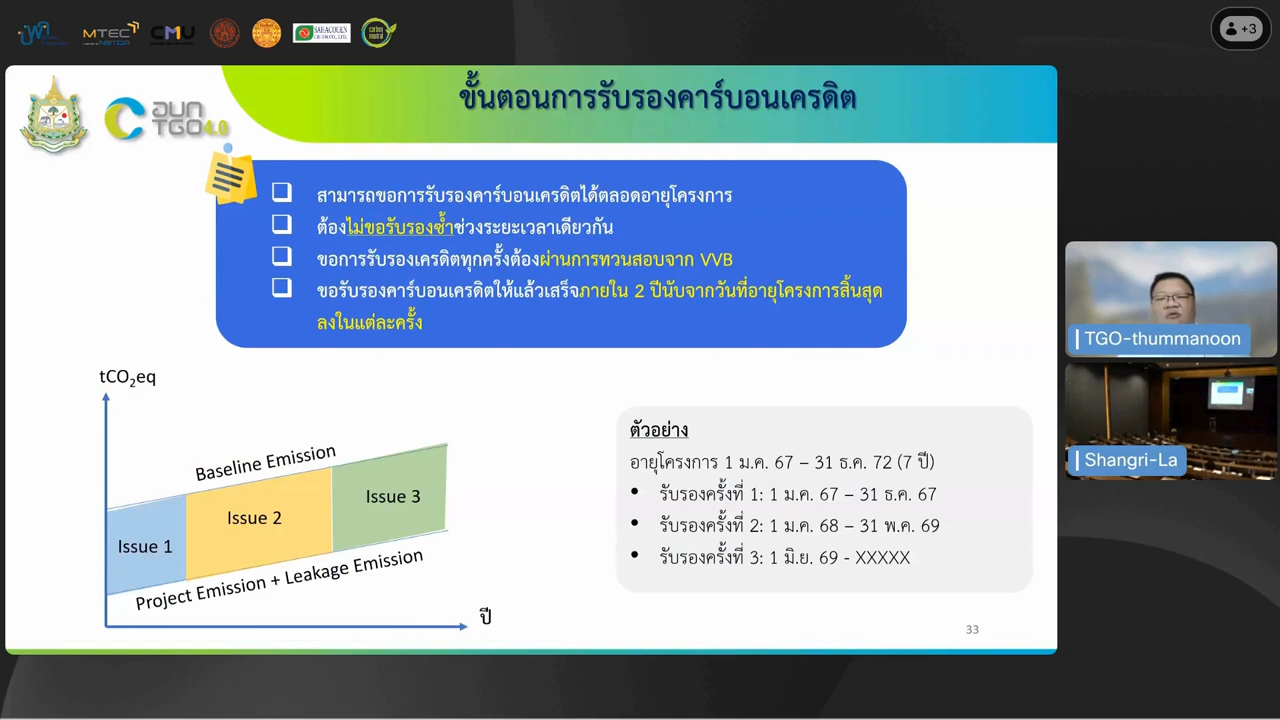 MTEC
NSTDA
CMU
SAHACOGEN
carbon
neutral
+3
อบก
TGO 4.0
ขั้นตอนการรับรองคาร์บอนเครดิต
สามารถขอการรับรองคาร์บอนเครดิตได้ตลอดอายุโครงการ
ต้องไม่ขอรับรองซ้ำช่วงระยะเวลาเดียวกัน
ขอการรับรองเครดิตทุกครั้งต้องผ่านการทวนสอบจาก VVB
ขอรับรองคาร์บอนเครดิตให้แล้วเสร็จภายใน 2 ปีนับจากวันที่อายุโครงการสิ้นสุด
ลงในแต่ละครั้ง
tCO₂eq
Baseline Emission
Issue 1
Issue 2
Issue 3
Project Emission + Leakage Emission
ปี
ตัวอย่าง
อายุโครงการ 1 ม.ค. 67 – 31 ธ.ค. 72 (7 ปี)
• รับรองครั้งที่ 1: 1 ม.ค. 67 – 31 ธ.ค. 67
• รับรองครั้งที่ 2: 1 ม.ค. 68 – 31 พ.ค. 69
• รับรองครั้งที่ 3: 1 มิ.ย. 69 - XXXXX
33
TGO-thummanoon
Shangri-La